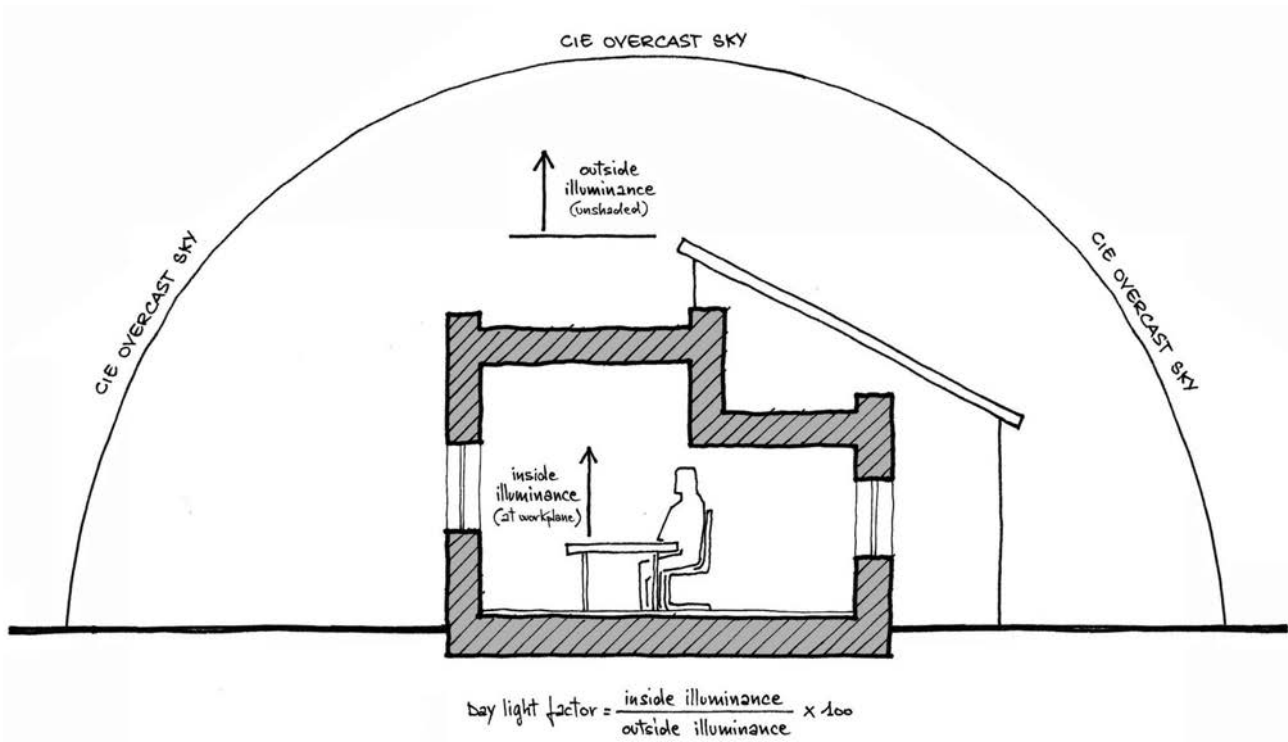 CIE OVERCAST SKY
CIE OVERCAST SKY
CIE OVERCAST SKY
outside
illuminance
(unshaded)
inside
illuminance
(at workplane)
Day light factor = inside illuminance / outside illuminance × 100